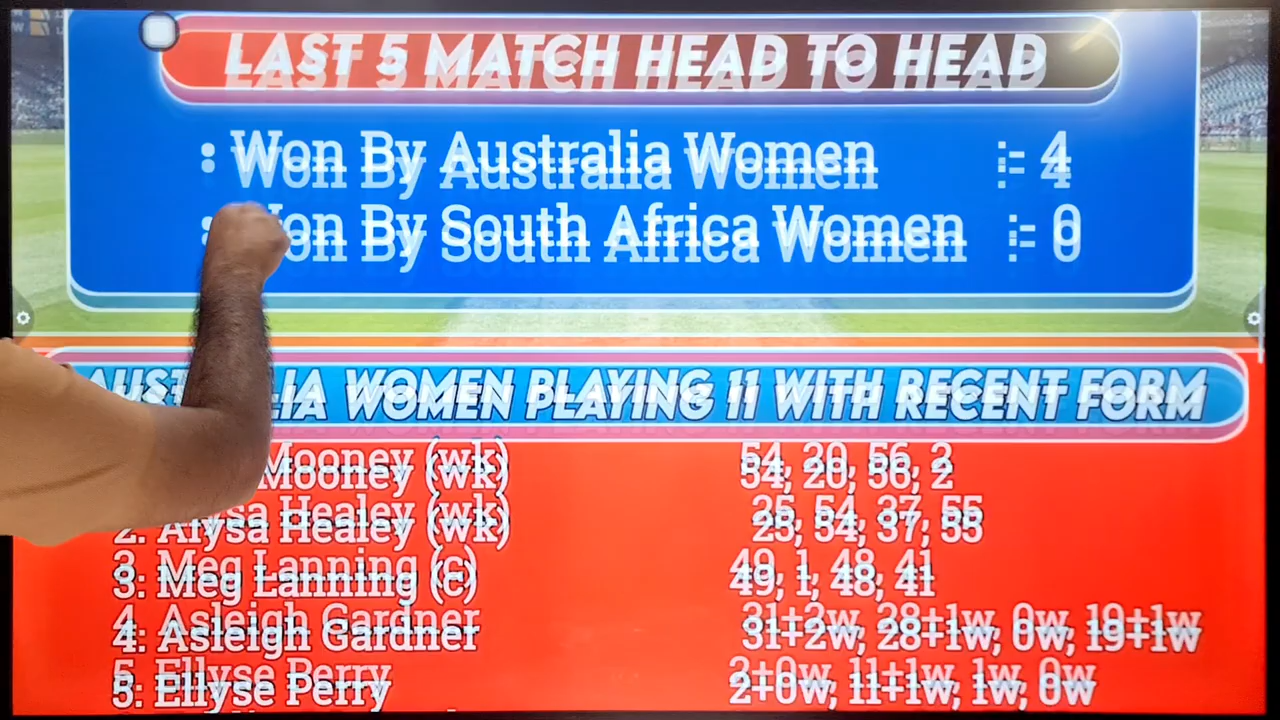 LAST 5 MATCH HEAD TO HEAD
: Won By Australia Women :- 4
: Won By South Africa Women :- 0
AUSTRALIA WOMEN PLAYING 11 WITH RECENT FORM
Mooney (wk) 54, 20, 56, 2
2. Alysa Healey (wk) 25, 54, 37, 55
3. Meg Lanning (c) 49, 1, 48, 41
4. Asleigh Gardner 31+2w, 28+1w, 0w, 19+1w
5. Ellyse Perry 2+0w, 11+1w, 1w, 0w